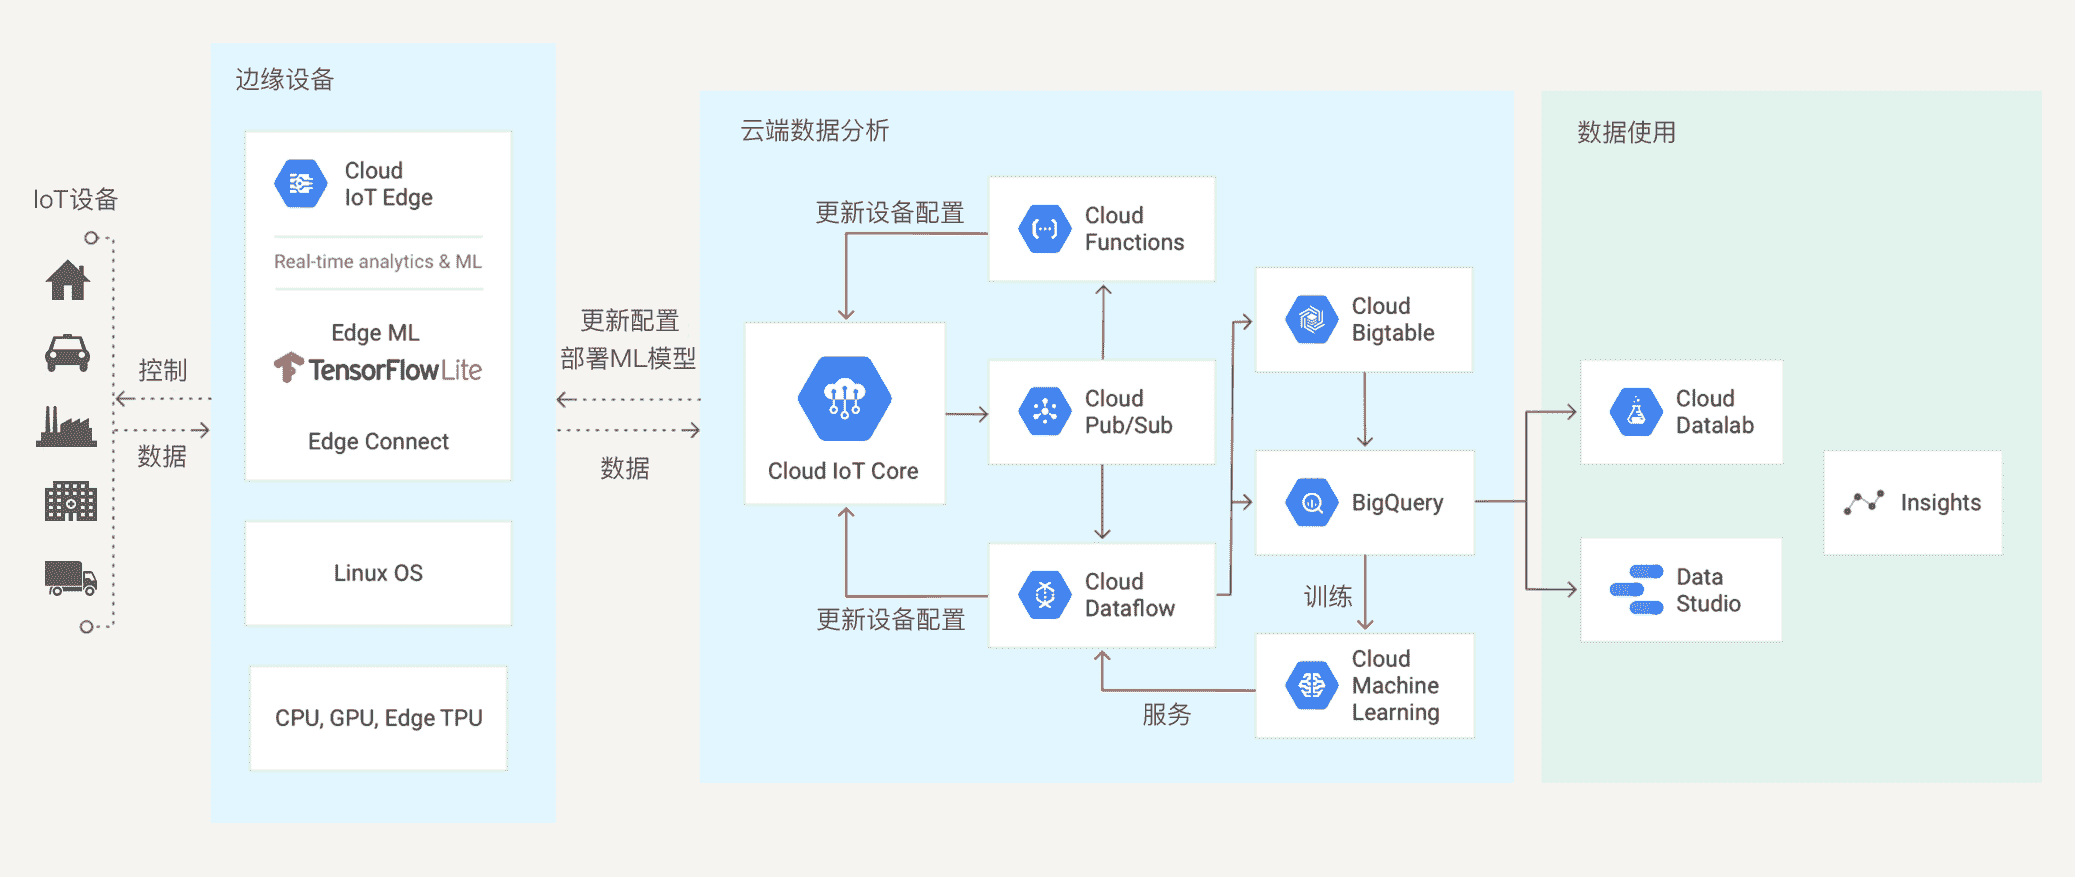 IoT设备
控制
数据
边缘设备
Cloud
IoT Edge
Real-time analytics & ML
Edge ML
TensorFlow Lite
Edge Connect
Linux OS
CPU, GPU, Edge TPU
更新配置
部署ML模型
数据
云端数据分析
更新设备配置
Cloud
Functions
Cloud IoT Core
Cloud
Pub/Sub
更新设备配置
Cloud
Dataflow
Cloud
Bigtable
BigQuery
训练
Cloud
Machine
Learning
服务
数据使用
Cloud
Datalab
Data
Studio
Insights